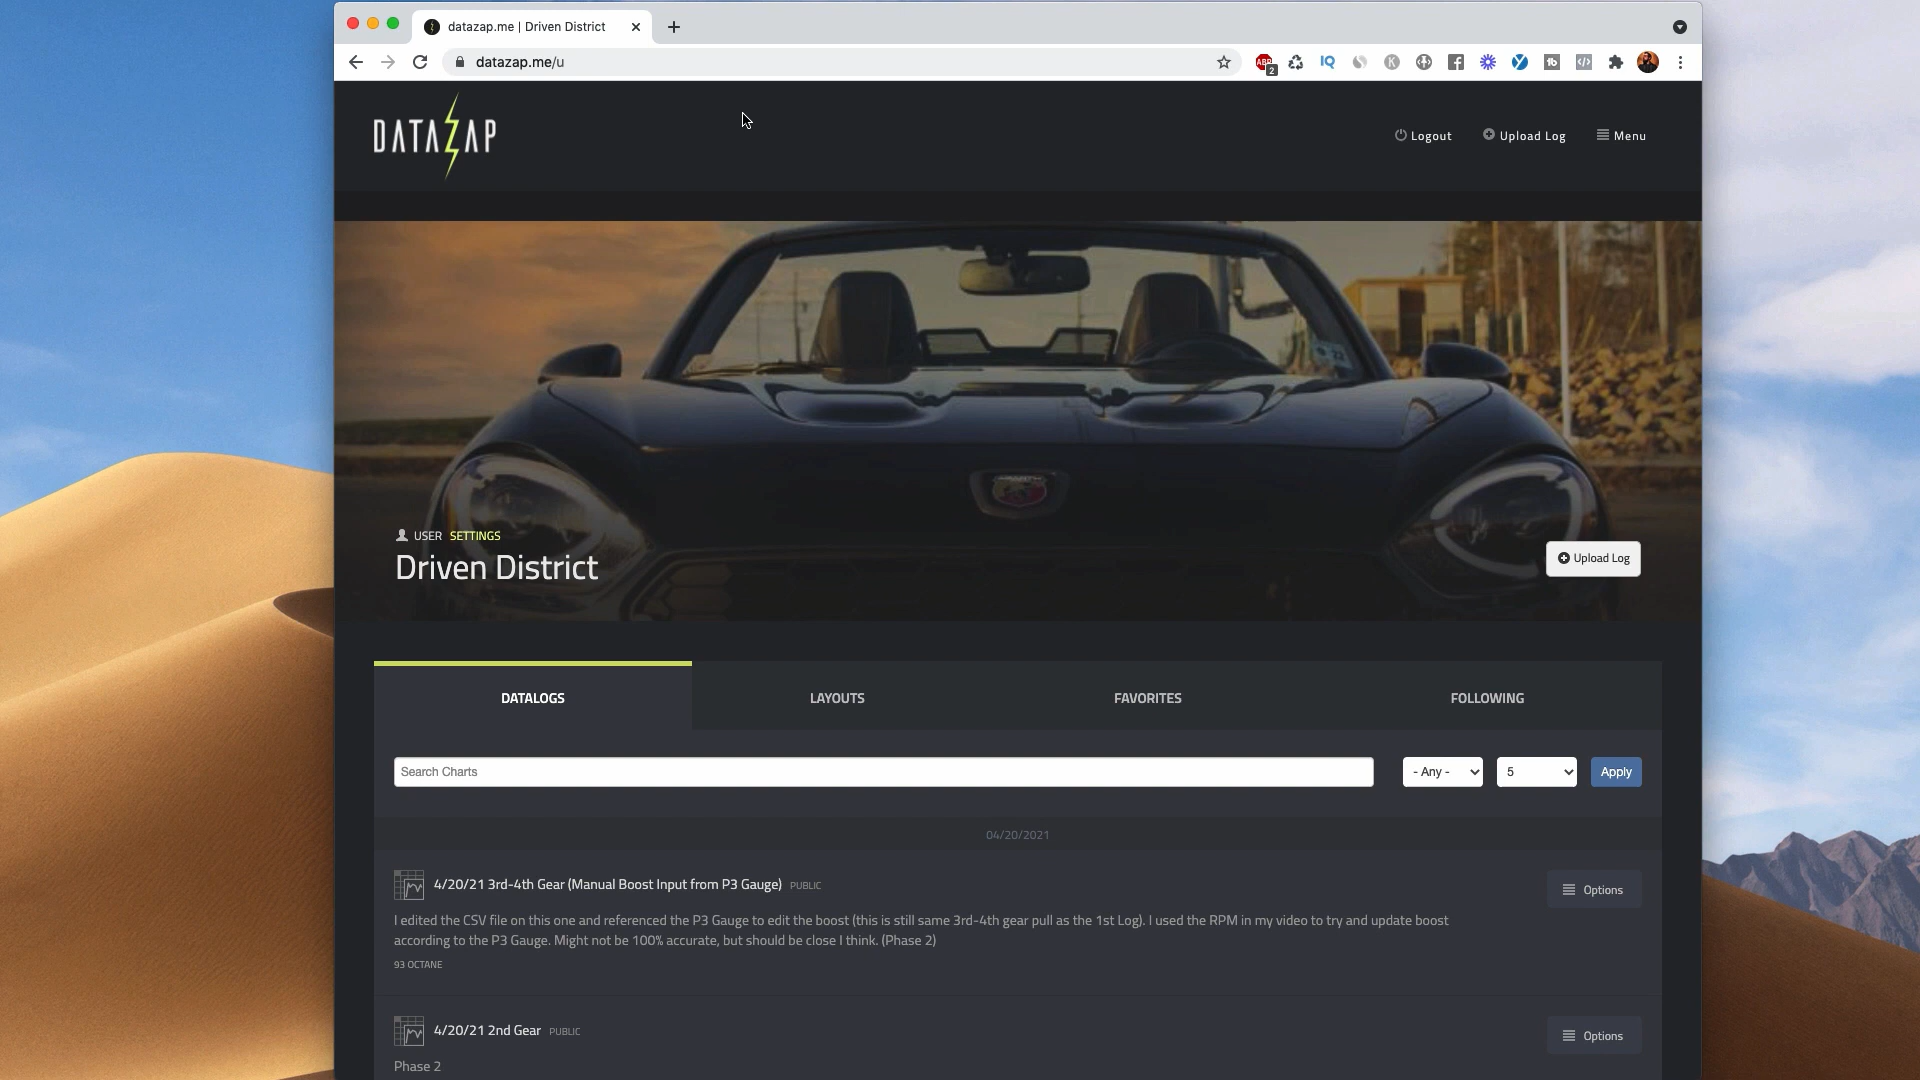 datazap.me | Driven District
datazap.me/u
ABP
2
IQ
K
DATAZAP
Logout
Upload Log
Menu
USER SETTINGS
Driven District
Upload Log
DATALOGS
LAYOUTS
FAVORITES
FOLLOWING
Search Charts
- Any -
5
Apply
04/20/2021
4/20/21 3rd-4th Gear (Manual Boost Input from P3 Gauge) PUBLIC
Options
I edited the CSV file on this one and referenced the P3 Gauge to edit the boost (this is still same 3rd-4th gear pull as the 1st Log). I used the RPM in my video to try and update boost
according to the P3 Gauge. Might not be 100% accurate, but should be close I think. (Phase 2)
93 OCTANE
4/20/21 2nd Gear PUBLIC
Options
Phase 2